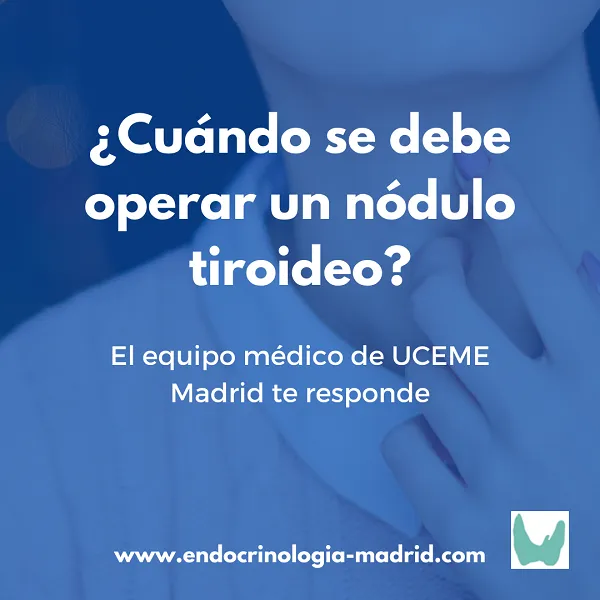 ¿Cuándo se debe
operar un nódulo
tiroideo?
El equipo médico de UCEME
Madrid te responde
www.endocrinologia-madrid.com